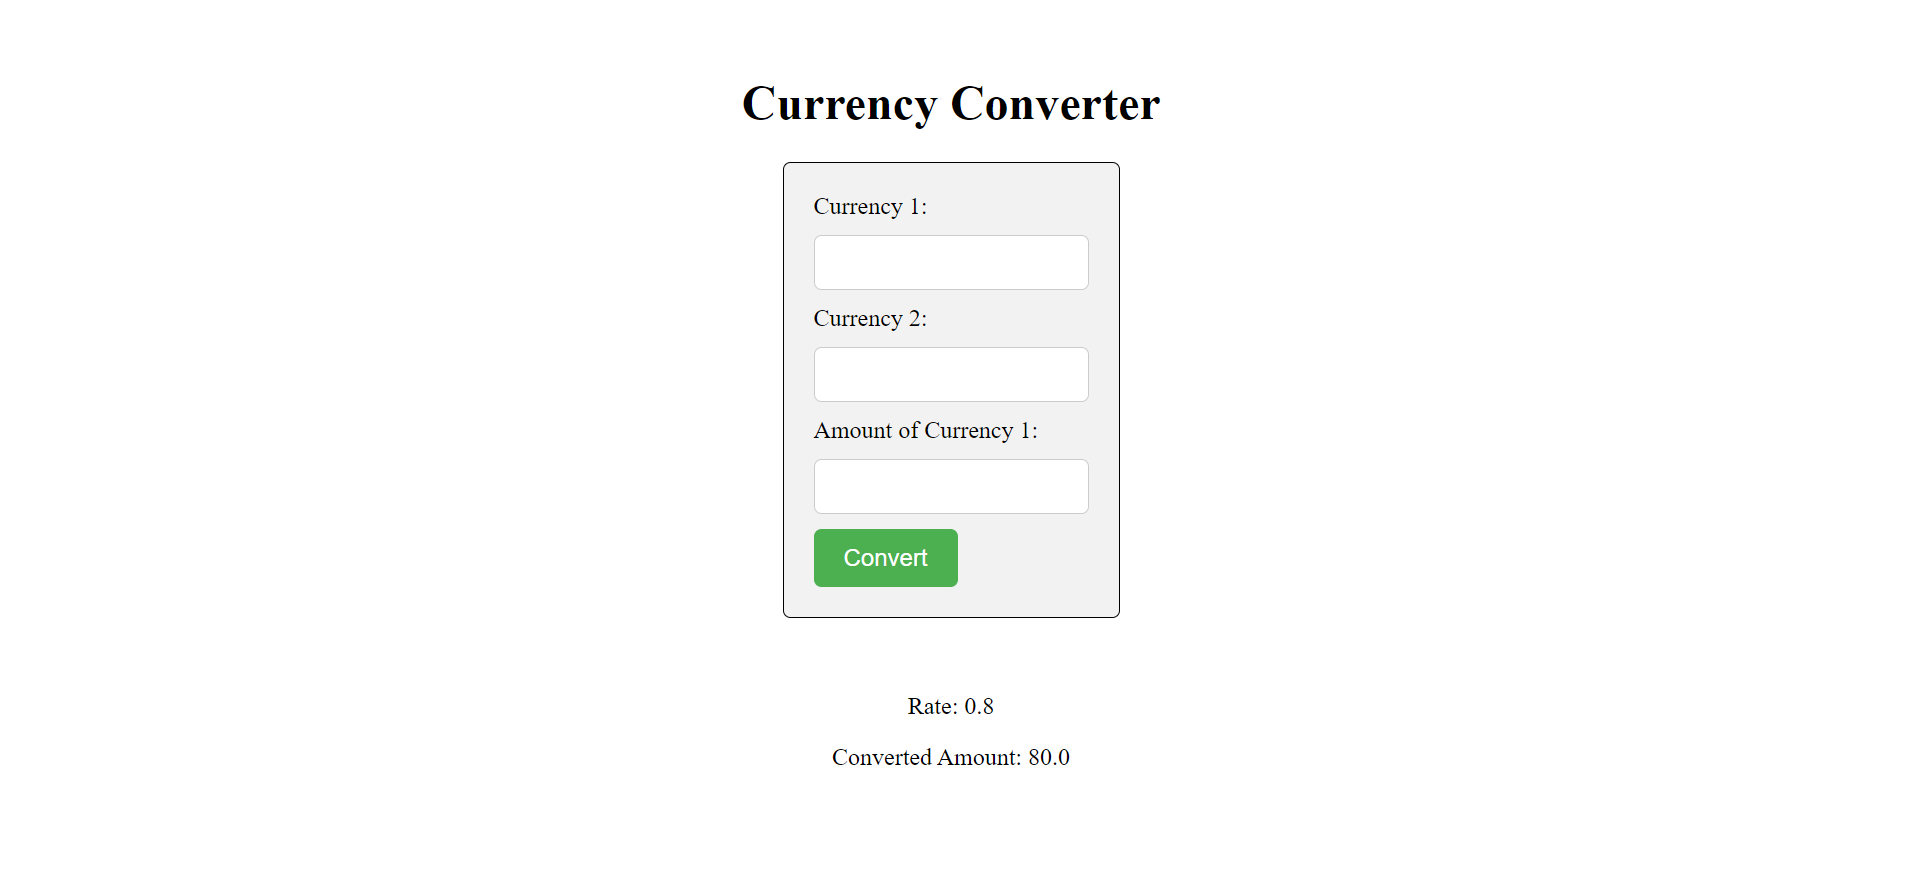 Currency Converter
Currency 1:
Currency 2:
Amount of Currency 1:
Convert
Rate: 0.8
Converted Amount: 80.0